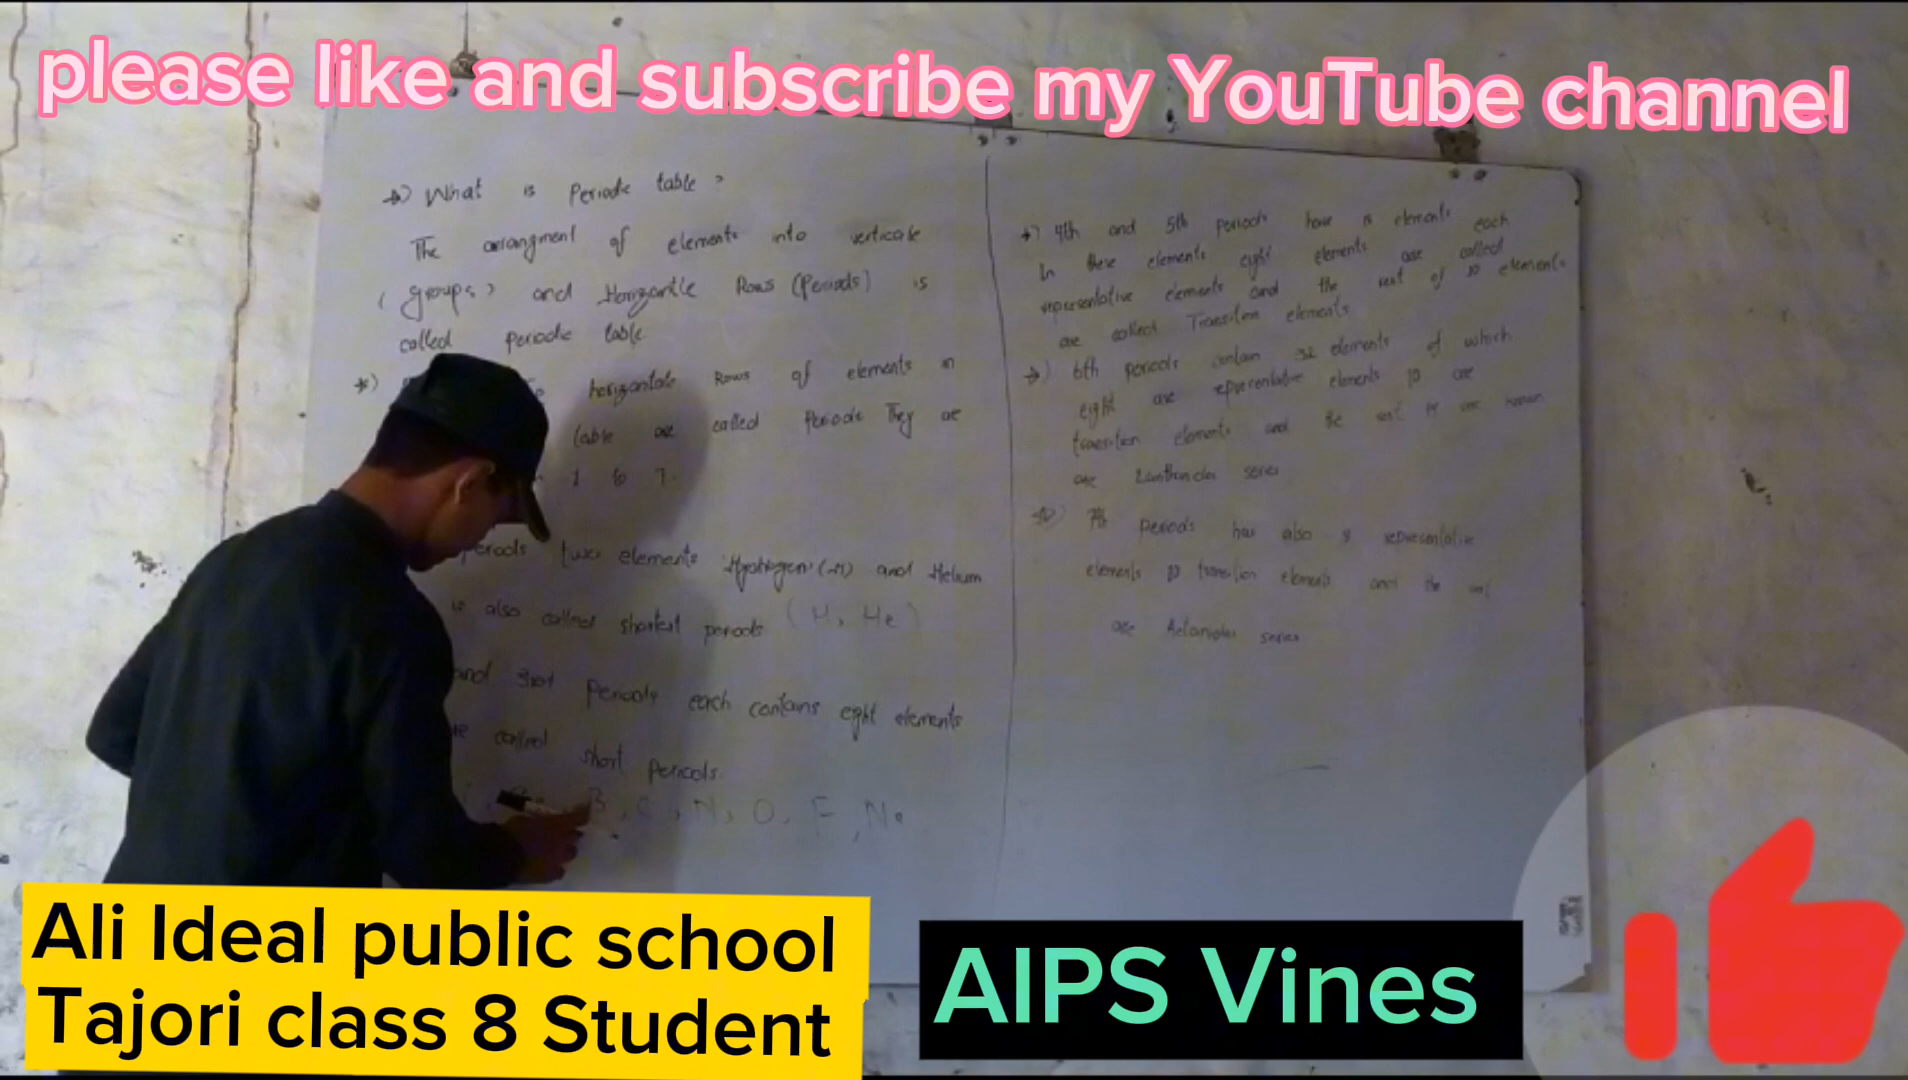 please like and subscribe my YouTube channel
What is Periodic table ?
The arrangment of elements into verticale
( groups ) and Horizontle Rows (Periods) is
called periodic table
horizontale Rows of elements in
table are called Periods They are
1 to 7.
periods two elements Hydrogen (H) and Helium
is also called shortest periods (H, He)
and 3rd Periods each contains eight elements
called short periods.
B, C, N, O, F, Ne
4th and 5th periods have elements each
In these elements eight elements are called
representative elements and the rest of 10 elements
are called Transition elements
6th periods contain 32 elements of which
eight are representative elements 10 are
transition elements and the rest
are series
7th periods has also 8 representative
elements 10 transition elements and the rest
are series
Ali Ideal public school
Tajori class 8 Student
AIPS Vines